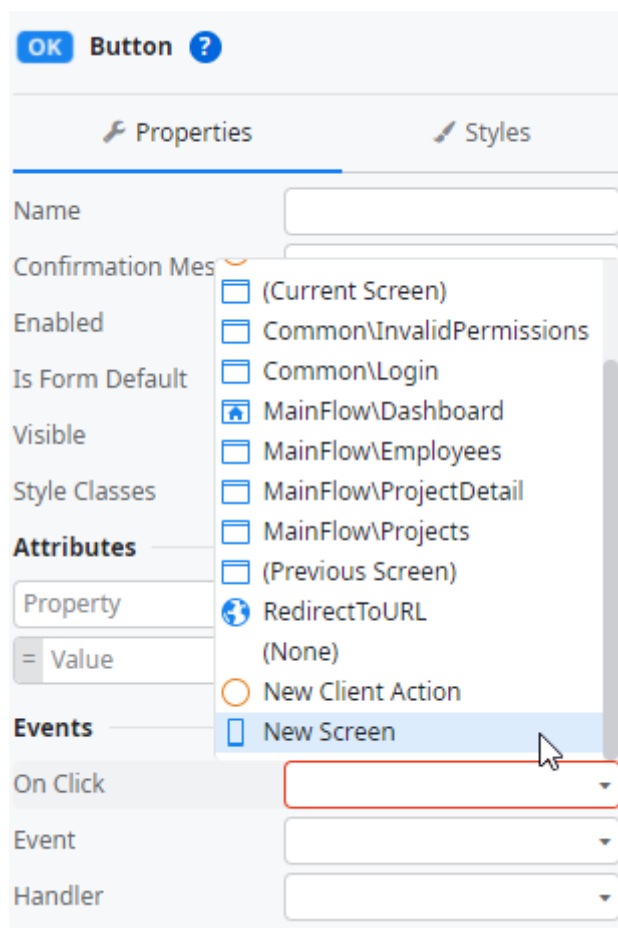 OK Button ?
Properties Styles
Name
Confirmation Mes
(Current Screen)
Enabled
Common\InvalidPermissions
Common\Login
Is Form Default
MainFlow\Dashboard
Visible
MainFlow\Employees
Style Classes
MainFlow\ProjectDetail
Attributes
MainFlow\Projects
(Previous Screen)
Property
RedirectToURL
= Value
(None)
New Client Action
Events
New Screen
On Click
Event
Handler